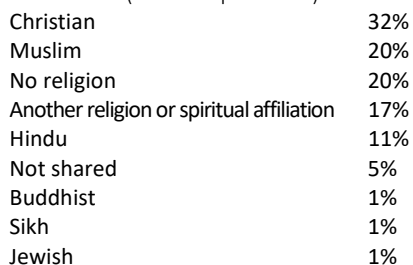 Christian 32%
Muslim 20%
No religion 20%
Another religion or spiritual affiliation 17%
Hindu 11%
Not shared 5%
Buddhist 1%
Sikh 1%
Jewish 1%